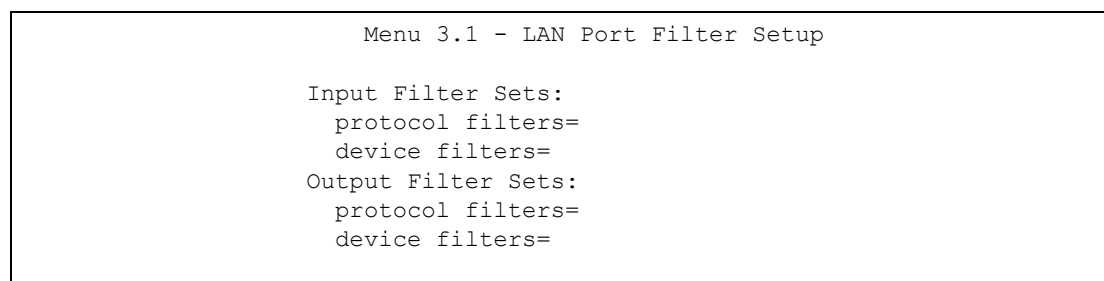 Menu 3.1 - LAN Port Filter Setup
Input Filter Sets:
protocol filters=
device filters=
Output Filter Sets:
protocol filters=
device filters=